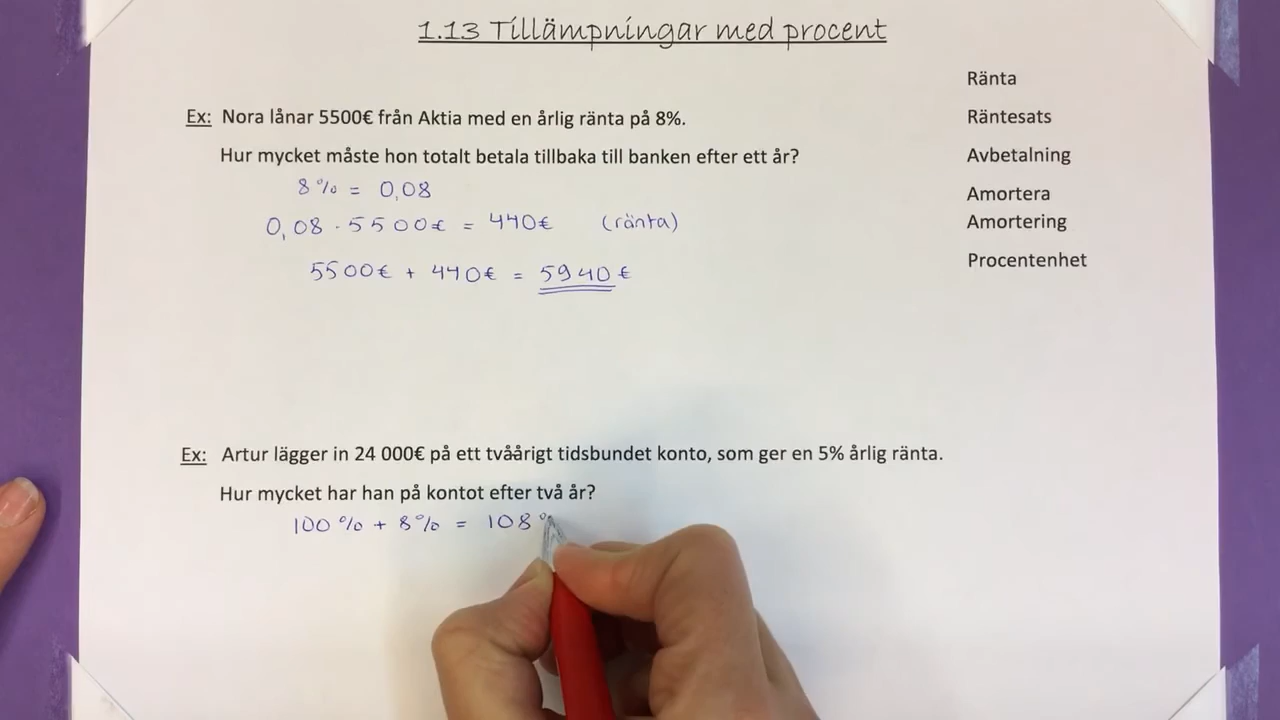 1.13 Tillämpningar med procent
Ex: Nora lånar 5500€ från Aktia med en årlig ränta på 8%.
Hur mycket måste hon totalt betala tillbaka till banken efter ett år?
8% = 0,08
0,08 · 5500€ = 440€ (ränta)
5500€ + 440€ = 5940€
Ränta
Räntesats
Avbetalning
Amortera
Amortering
Procentenhet
Ex: Artur lägger in 24 000€ på ett tvåårigt tidsbundet konto, som ger en 5% årlig ränta.
Hur mycket har han på kontot efter två år?
100% + 8% = 108%